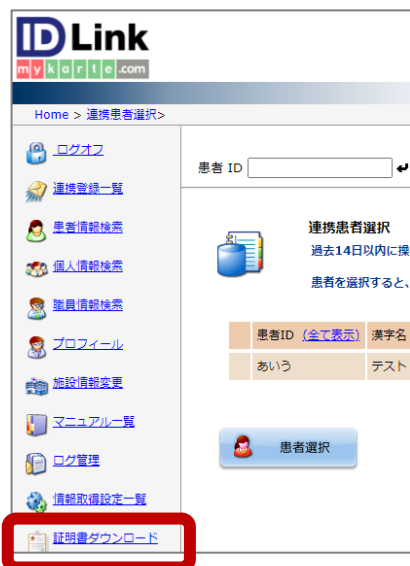 ID Link
mykarte.com
Home > 連携患者選択>
ログオフ
連携登録一覧
患者情報検索
個人情報検索
職員情報検索
プロフィール
施設情報変更
マニュアル一覧
ログ管理
情報取得設定一覧
証明書ダウンロード
患者 ID
連携患者選択
過去14日以内に操
患者を選択すると、
患者ID (全て表示) 漢字名
あいう テスト
患者選択